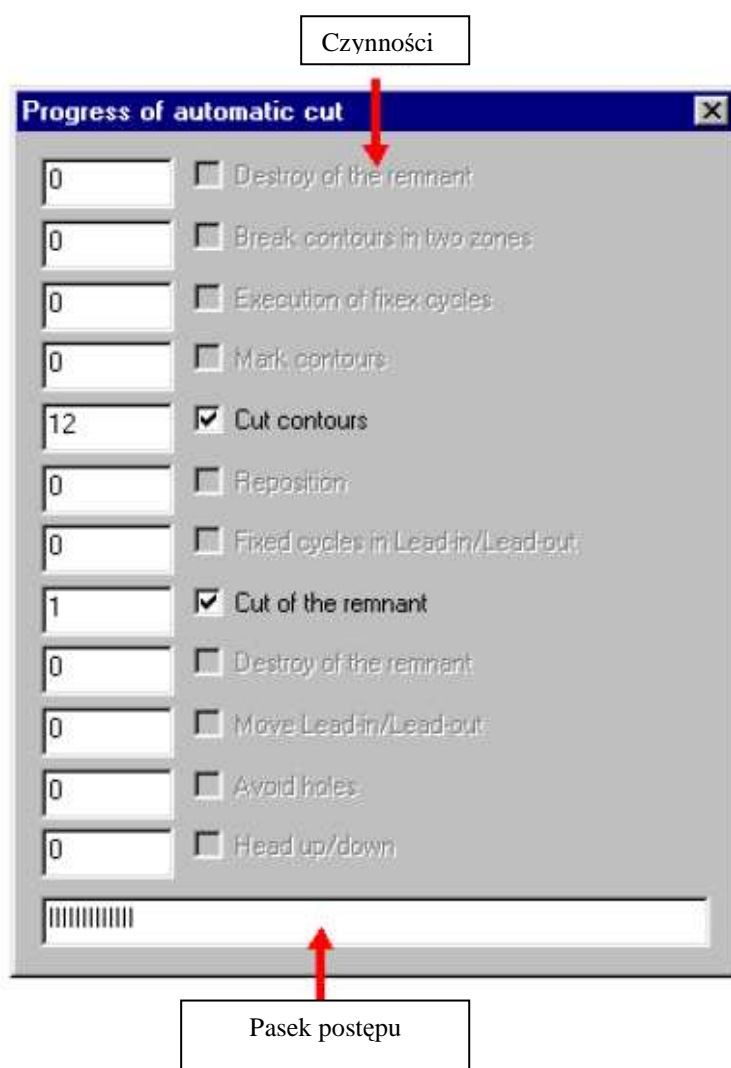 Czynności
Progress of automatic cut
0 Destroy of the remnant
0 Break contours in two zones
0 Execution of fixex cycles
0 Mark contours
12 Cut contours
0 Reposition
0 Fixed cycles in Lead-in/Lead-out
1 Cut of the remnant
0 Destroy of the remnant
0 Move Lead-in/Lead-out
0 Avoid holes
0 Head up/down
IIIIIIIIIIIII
Pasek postępu